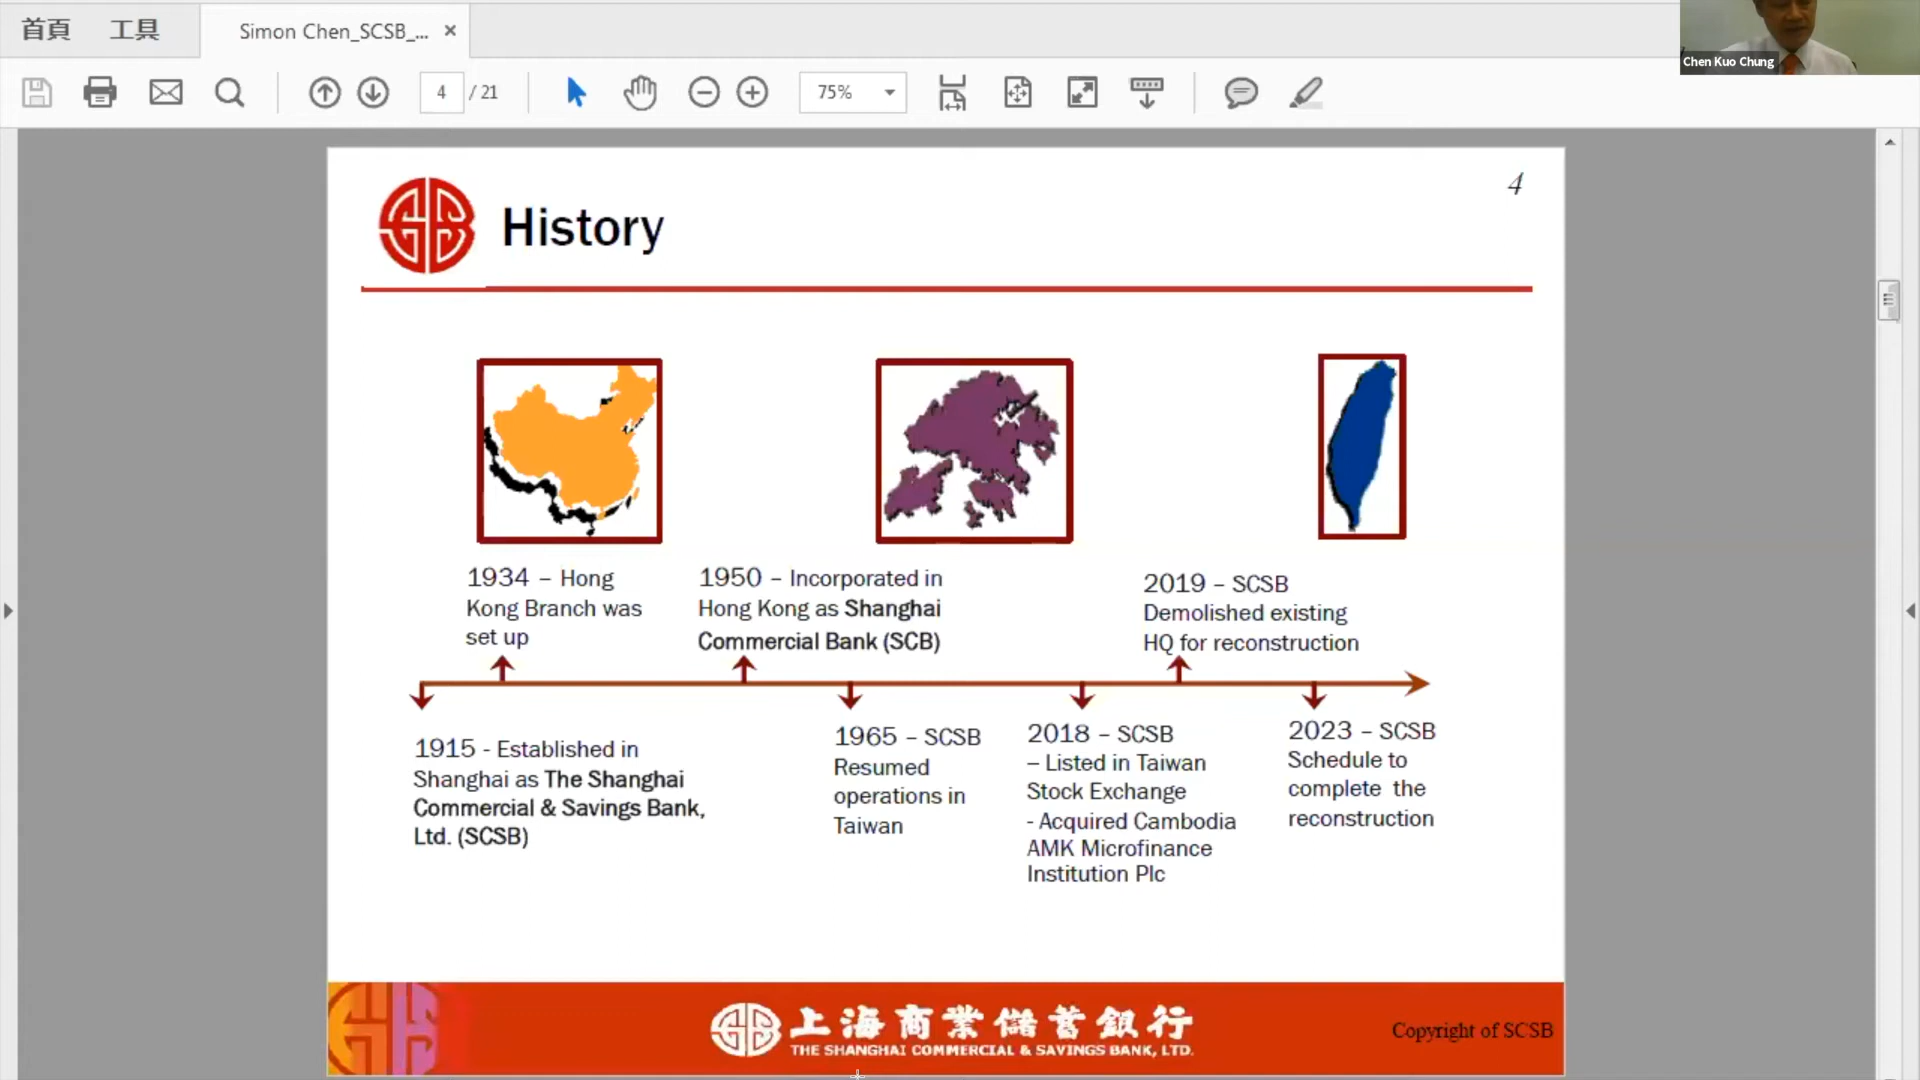 首頁 工具 Simon Chen_SCSB_... ×
4 / 21 75%
Chen Kuo Chung
4
History
1934 – Hong
Kong Branch was
set up
1950 – Incorporated in
Hong Kong as Shanghai
Commercial Bank (SCB)
2019 – SCSB
Demolished existing
HQ for reconstruction
1915 - Established in
Shanghai as The Shanghai
Commercial & Savings Bank,
Ltd. (SCSB)
1965 – SCSB
Resumed
operations in
Taiwan
2018 – SCSB
– Listed in Taiwan
Stock Exchange
- Acquired Cambodia
AMK Microfinance
Institution Plc
2023 – SCSB
Schedule to
complete the
reconstruction
上海商業儲蓄銀行
THE SHANGHAI COMMERCIAL & SAVINGS BANK, LTD.
Copyright of SCSB